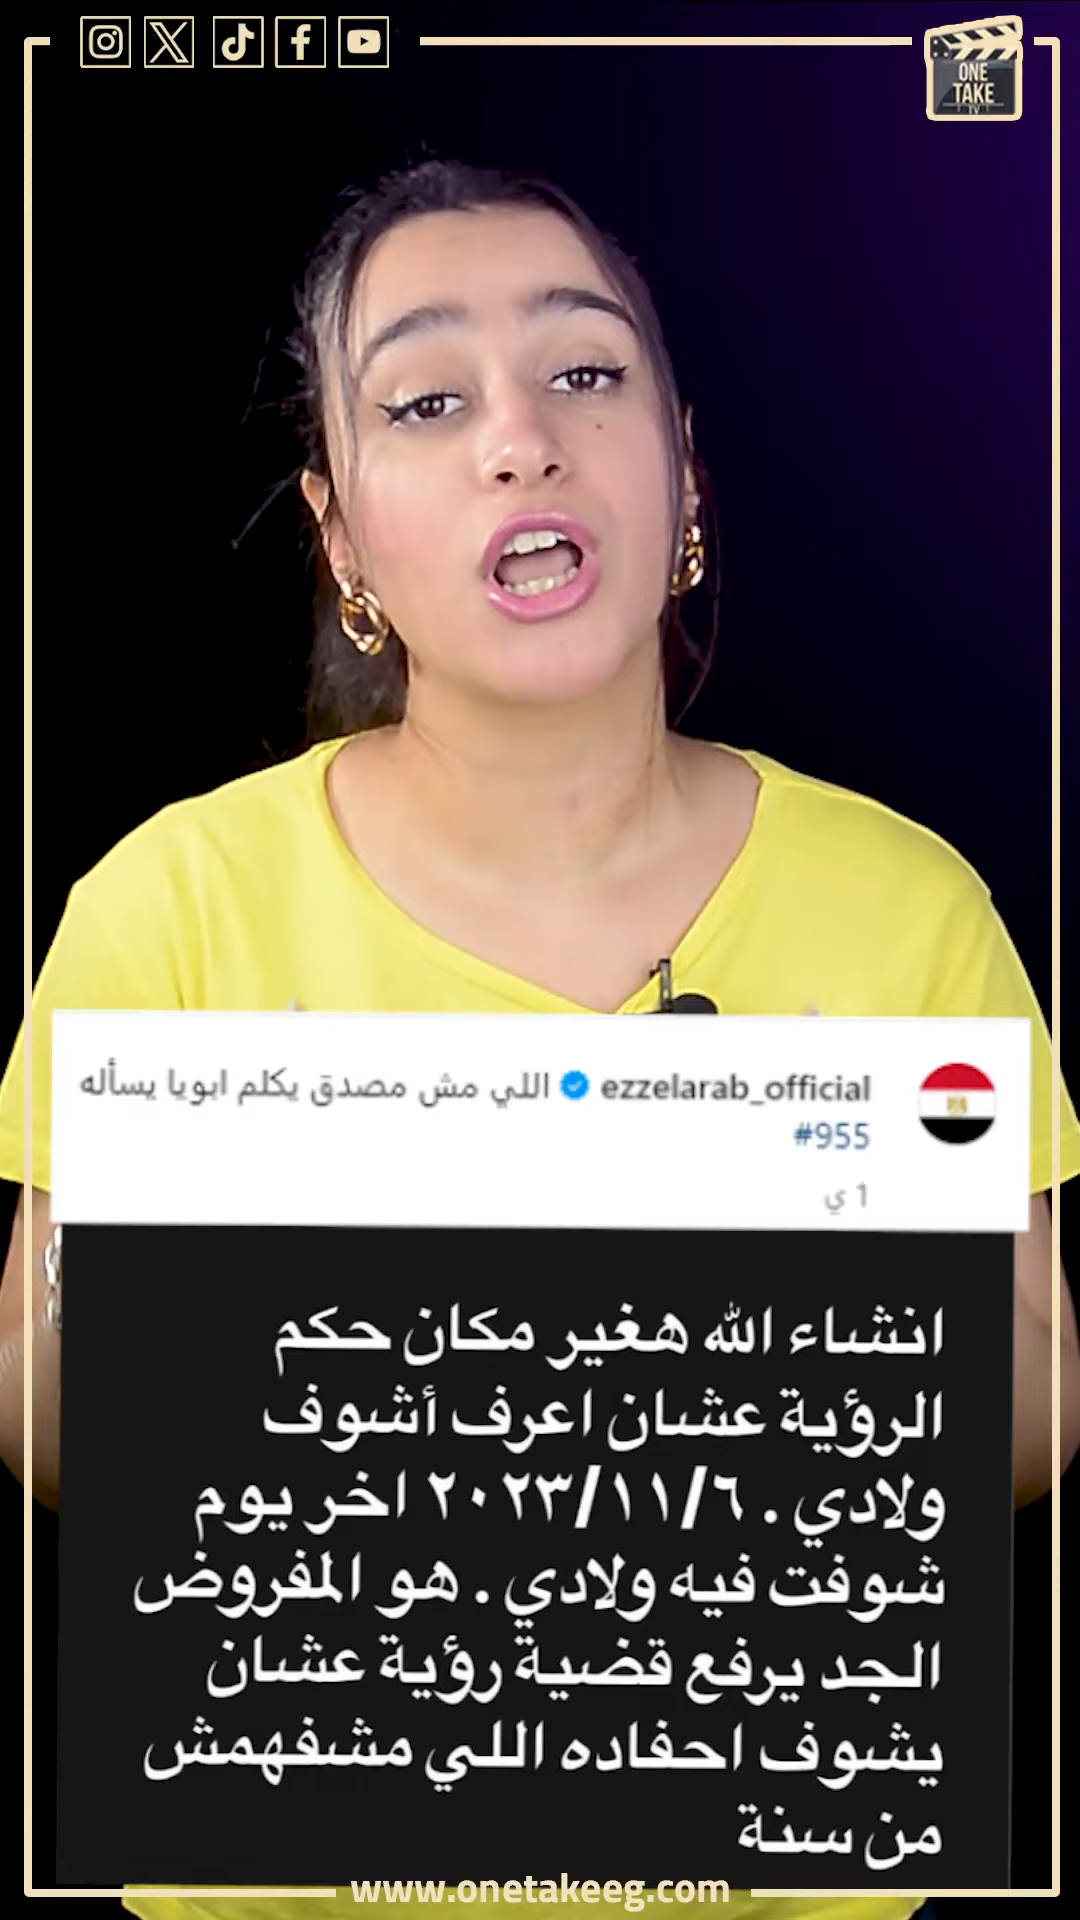 ONE
TAKE
TV
ezzelarab_official اللي مش مصدق يكلم ابويا يسأله
#955
1 ي
انشاء الله هغير مكان حكم
الرؤية عشان اعرف أشوف
ولادي . ٢٠٢٣/١١/٦ اخر يوم
شوفت فيه ولادي . هو المفروض
الجد يرفع قضية رؤية عشان
يشوف احفاده اللي مشفهمش
من سنة
www.onetakeeg.com